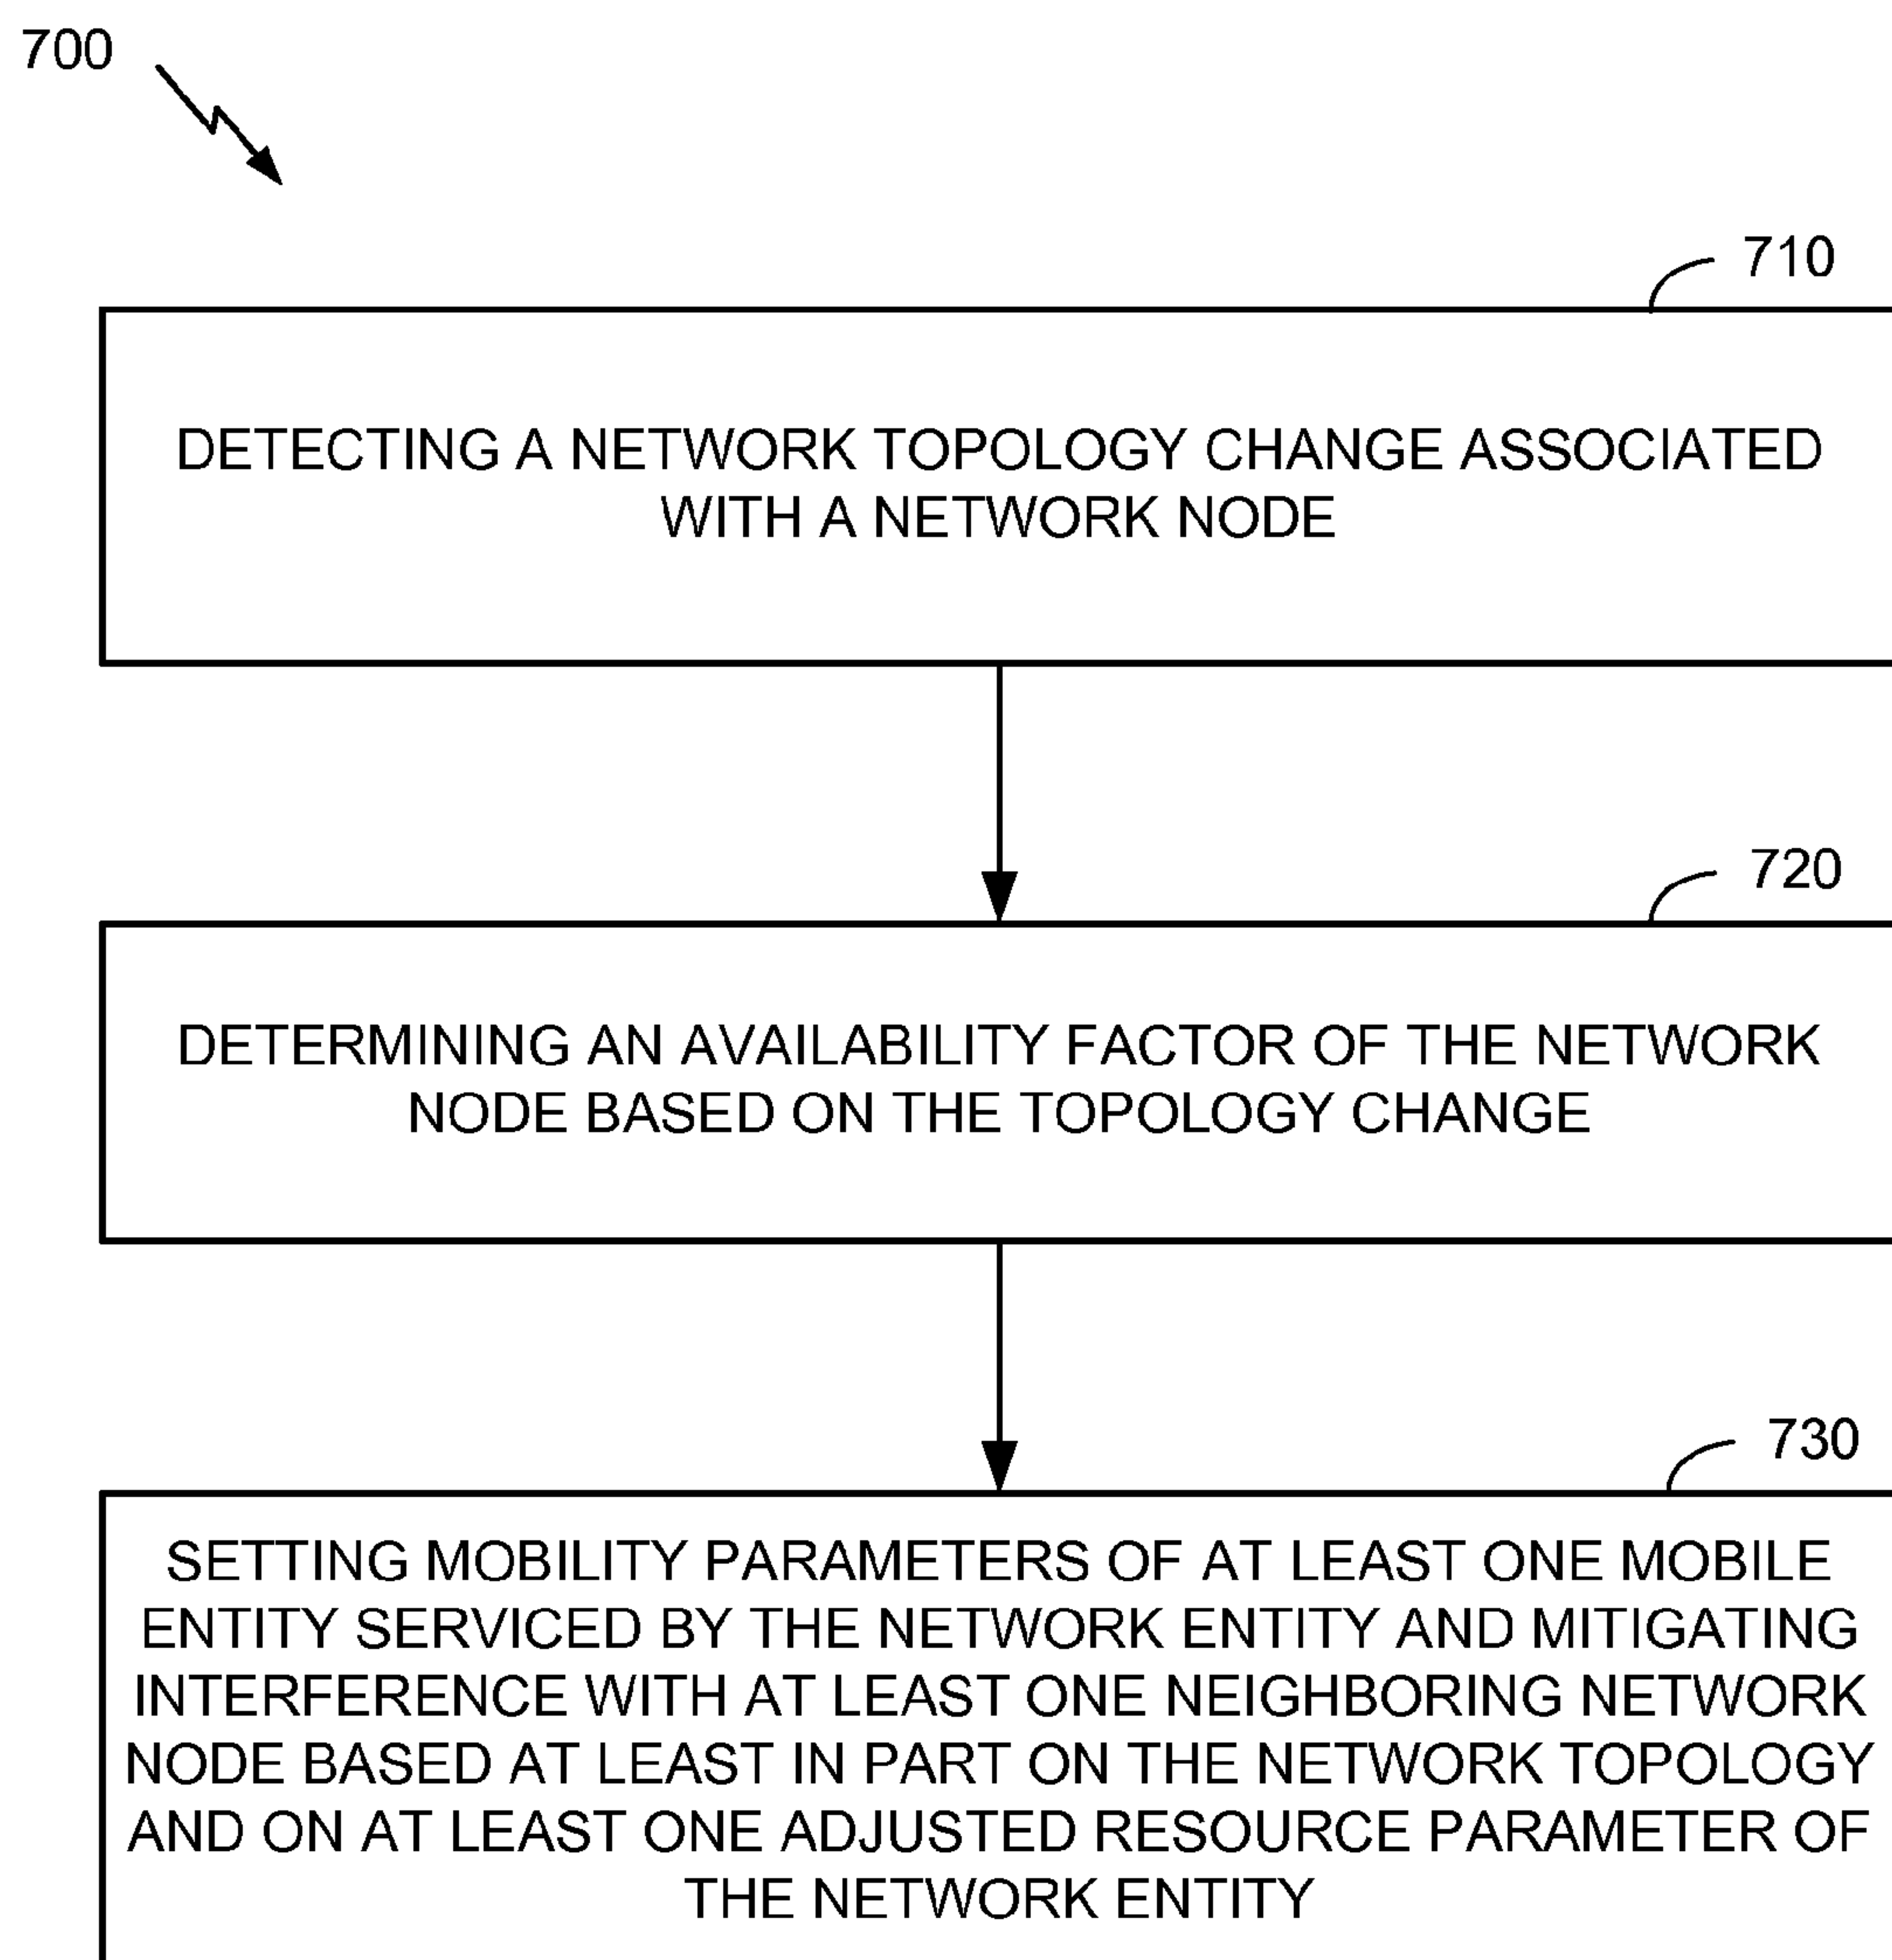 700
710
DETECTING A NETWORK TOPOLOGY CHANGE ASSOCIATED
WITH A NETWORK NODE
720
DETERMINING AN AVAILABILITY FACTOR OF THE NETWORK
NODE BASED ON THE TOPOLOGY CHANGE
730
SETTING MOBILITY PARAMETERS OF AT LEAST ONE MOBILE
ENTITY SERVICED BY THE NETWORK ENTITY AND MITIGATING
INTERFERENCE WITH AT LEAST ONE NEIGHBORING NETWORK
NODE BASED AT LEAST IN PART ON THE NETWORK TOPOLOGY
AND ON AT LEAST ONE ADJUSTED RESOURCE PARAMETER OF
THE NETWORK ENTITY